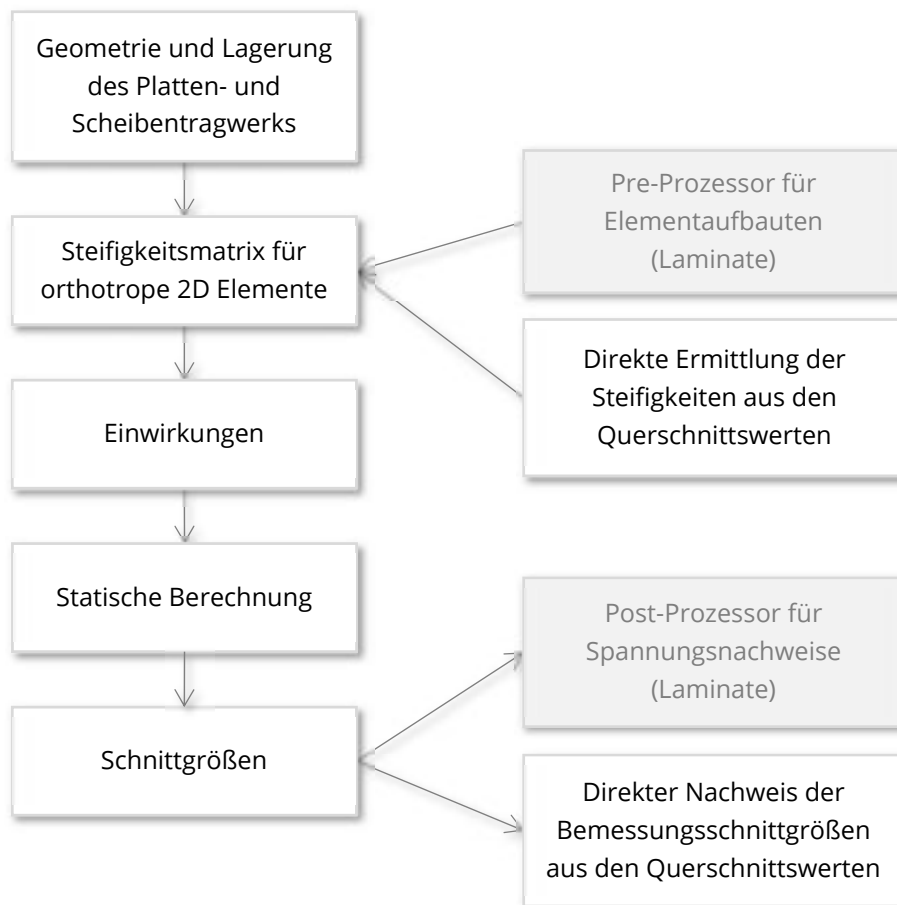 Geometrie und Lagerung
des Platten- und
Scheibentragwerks
Pre-Prozessor für
Elementaufbauten
(Laminate)
Steifigkeitsmatrix für
orthotrope 2D Elemente
Direkte Ermittlung der
Steifigkeiten aus den
Querschnittswerten
Einwirkungen
Statische Berechnung
Post-Prozessor für
Spannungsnachweise
(Laminate)
Schnittgrößen
Direkter Nachweis der
Bemessungsschnittgrößen
aus den Querschnittswerten